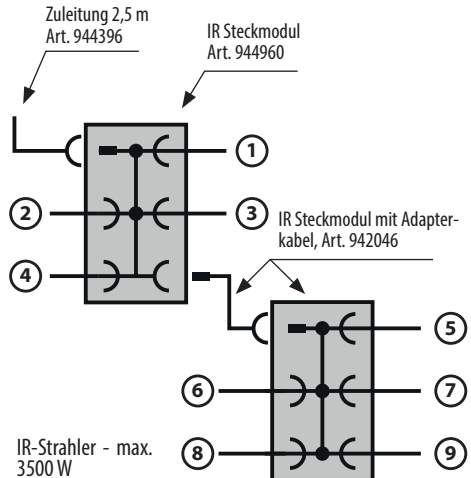 Zuleitung 2,5 m
Art. 944396
IR Steckmodul
Art. 944960
1
2
3
4
IR Steckmodul mit Adapter-
kabel, Art. 942046
5
6
7
8
9
IR-Strahler - max.
3500 W